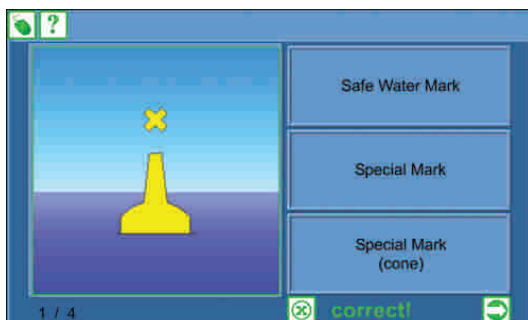 ?
Safe Water Mark
Special Mark
Special Mark
(cone)
1 / 4
correct!